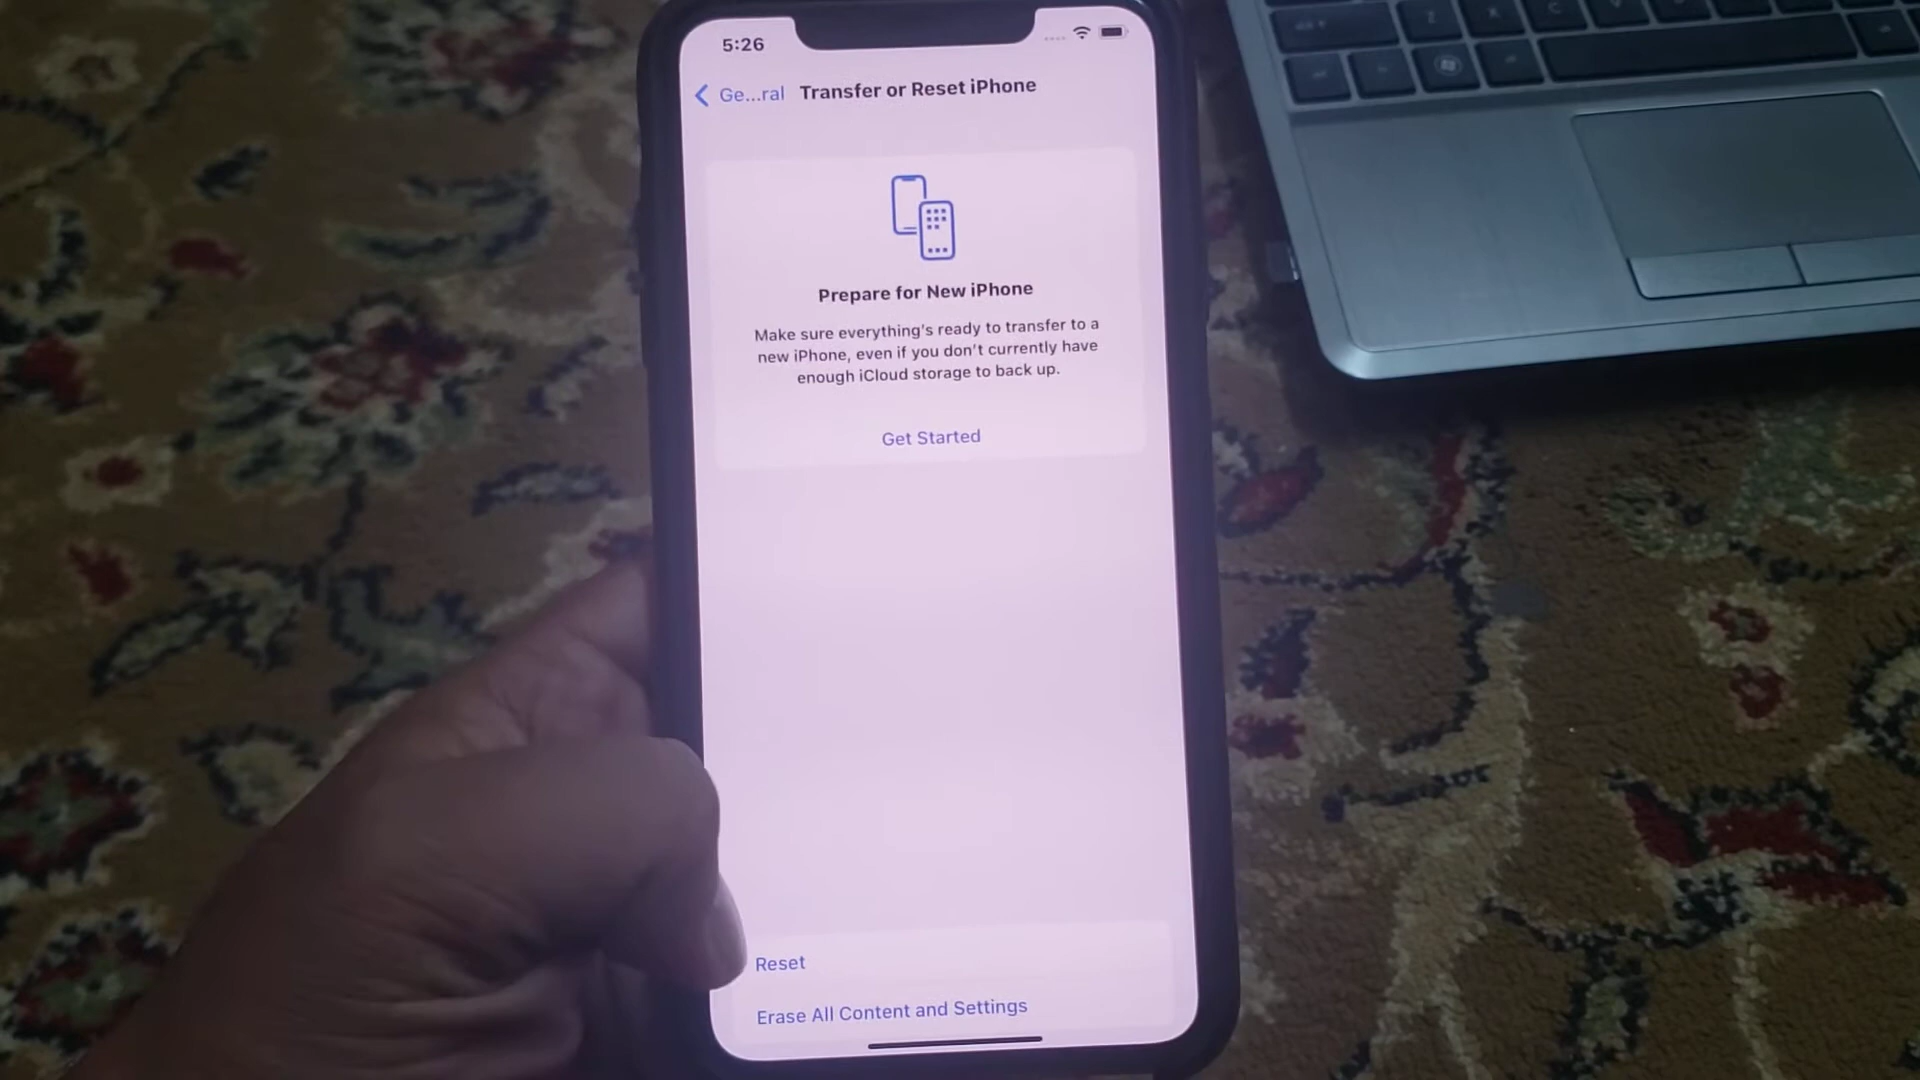 5:26
Ge...ral Transfer or Reset iPhone
Prepare for New iPhone
Make sure everything's ready to transfer to a
new iPhone, even if you don't currently have
enough iCloud storage to back up.
Get Started
Reset
Erase All Content and Settings
Z X C